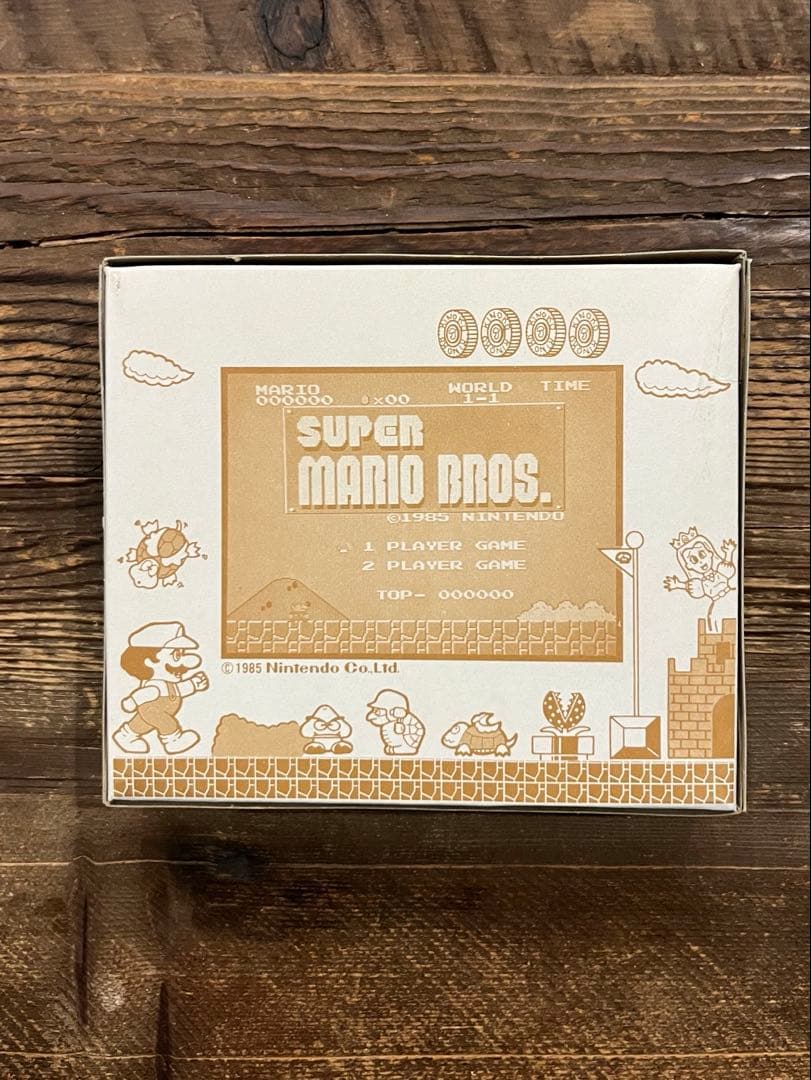 MARIO WORLD TIME
000000 x00 1-1
SUPER
MARIO BROS.
©1985 NINTENDO
1 PLAYER GAME
2 PLAYER GAME
TOP- 000000
©1985 Nintendo Co.,Ltd.